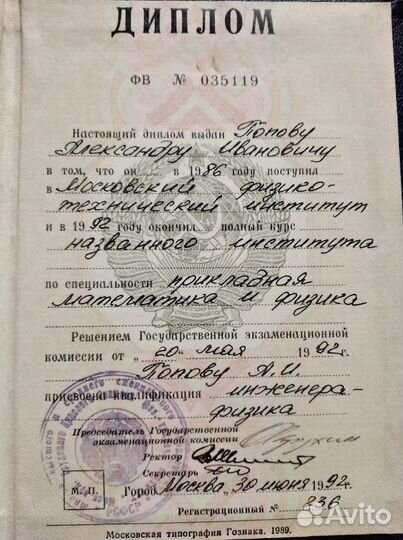 ДИПЛОМ
ФВ № 035119
Настоящий диплом выдан Попову
Александру Ивановичу
в том, что он в 1986 году поступил
в Московский физико-
технический институт
и в 1992 году окончил полный курс
названного института
по специальности прикладная
математика и физика
Решением Государственной экзаменационной
комиссии от „20“ мая 1992г.
Попову А.И.
присвоена квалификация инженера-
физика
Председатель Государственной
экзаменационной комиссии
Ректор
Секретарь
М. П. Город Москва, 30 июня 1992г.
Регистрационный № 236
Московская типография Гознака. 1989.
Avito